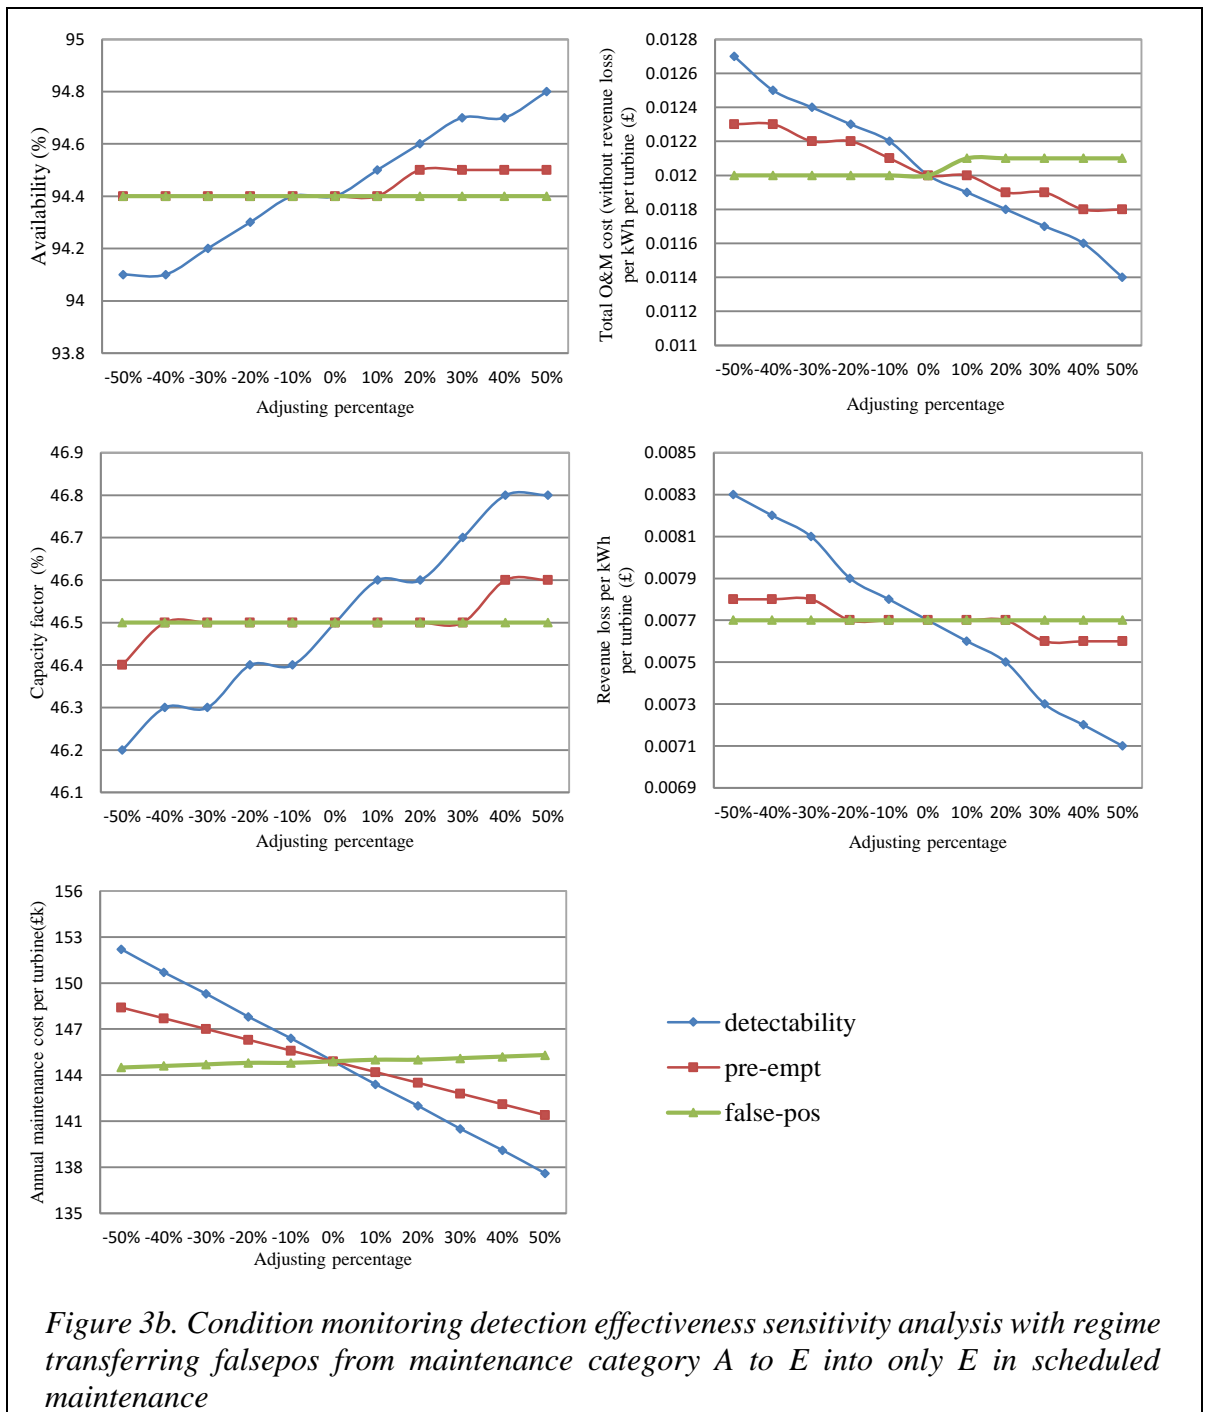 95
94.8
94.6
94.4
94.2
94
93.8
Availability (%)
-50% -40% -30% -20% -10% 0% 10% 20% 30% 40% 50%
Adjusting percentage
0.0128
0.0126
0.0124
0.0122
0.012
0.0118
0.0116
0.0114
0.0112
0.011
Total O&M cost (without revenue loss)
per kWh per turbine (£)
-50% -40% -30% -20% -10% 0% 10% 20% 30% 40% 50%
Adjusting percentage
46.9
46.8
46.7
46.6
46.5
46.4
46.3
46.2
46.1
Capacity factor (%)
-50% -40% -30% -20% -10% 0% 10% 20% 30% 40% 50%
Adjusting percentage
0.0085
0.0083
0.0081
0.0079
0.0077
0.0075
0.0073
0.0071
0.0069
Revenue loss per kWh
per turbine (£)
-50% -40% -30% -20% -10% 0% 10% 20% 30% 40% 50%
Adjusting percentage
156
153
150
147
144
141
138
135
Annual maintenance cost per turbine(£k)
-50% -40% -30% -20% -10% 0% 10% 20% 30% 40% 50%
Adjusting percentage
detectability
pre-empt
false-pos
Figure 3b. Condition monitoring detection effectiveness sensitivity analysis with regime
transferring falsepos from maintenance category A to E into only E in scheduled
maintenance